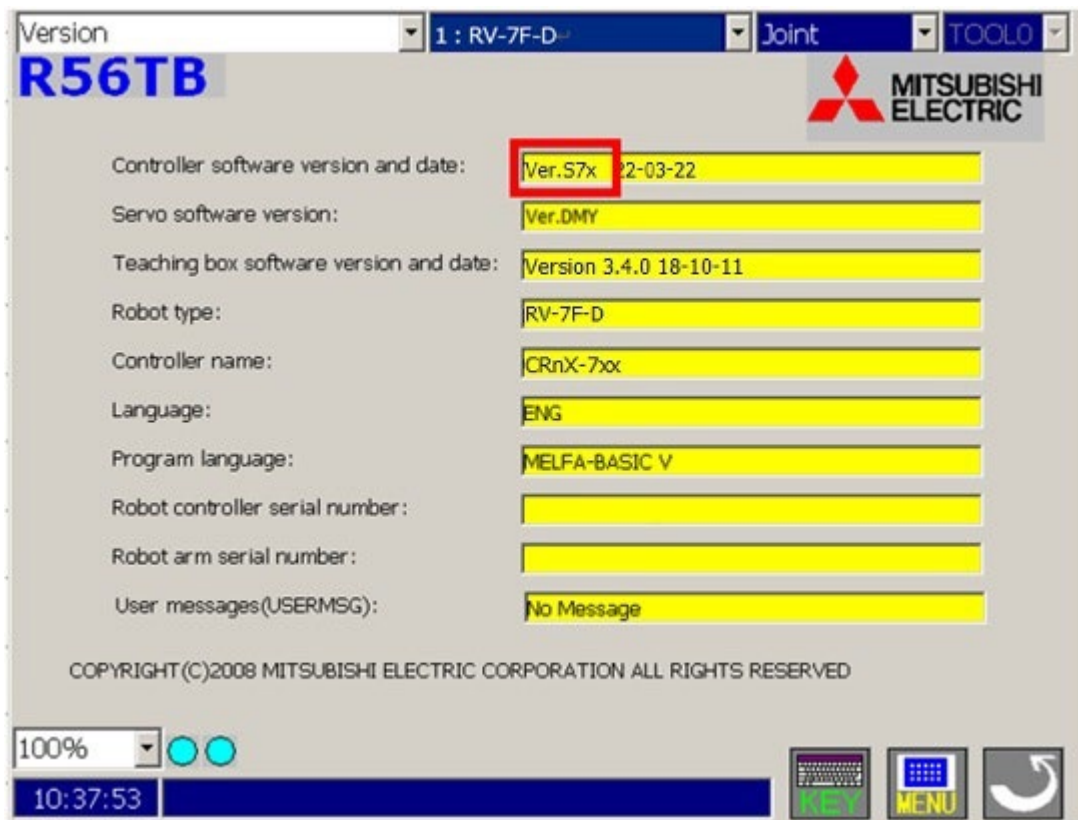 Version 1 : RV-7F-D Joint TOOL0
R56TB
MITSUBISHI
ELECTRIC
Controller software version and date: Ver.S7x 22-03-22
Servo software version: Ver.DMY
Teaching box software version and date: Version 3.4.0 18-10-11
Robot type: RV-7F-D
Controller name: CRnX-7xx
Language: ENG
Program language: MELFA-BASIC V
Robot controller serial number:
Robot arm serial number:
User messages(USERMSG): No Message
COPYRIGHT(C)2008 MITSUBISHI ELECTRIC CORPORATION ALL RIGHTS RESERVED
100%
10:37:53 KEY MENU